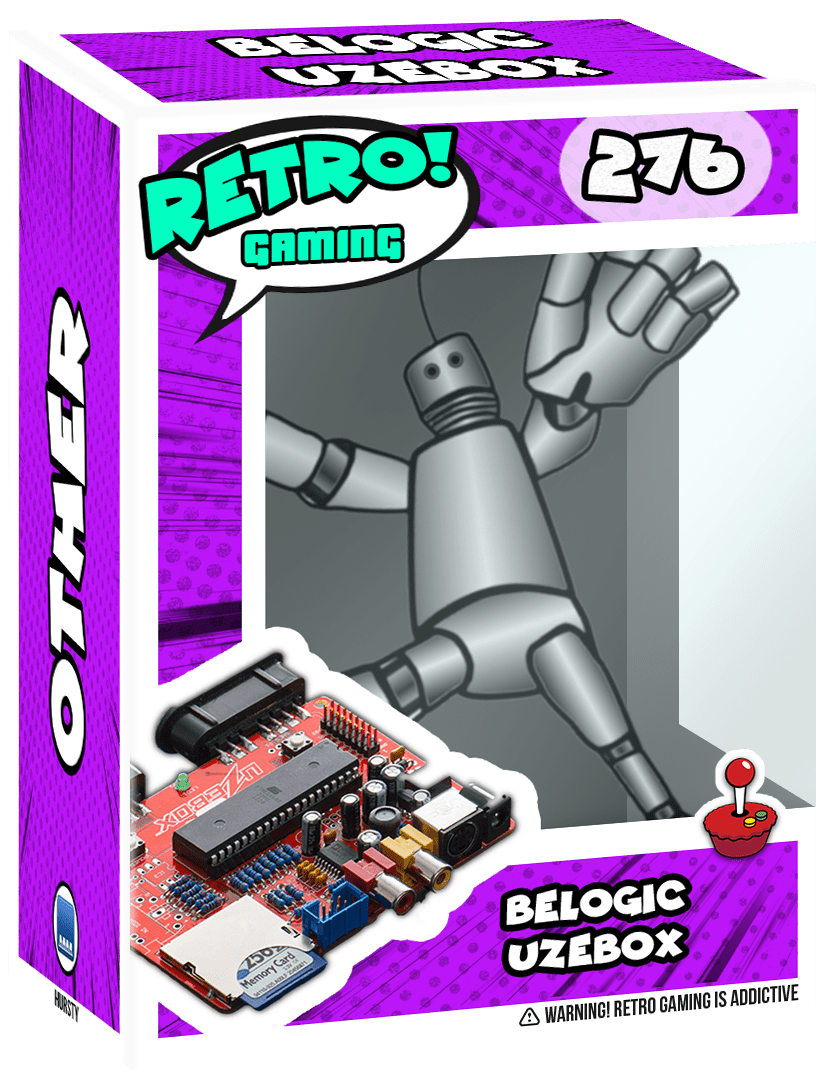 BELOGIC
UZEBOX
RETRO!
GAMING
276
OTHER
UZEBOX
256
Memory Card
BELOGIC
UZEBOX
HURSTY
WARNING! RETRO GAMING IS ADDICTIVE